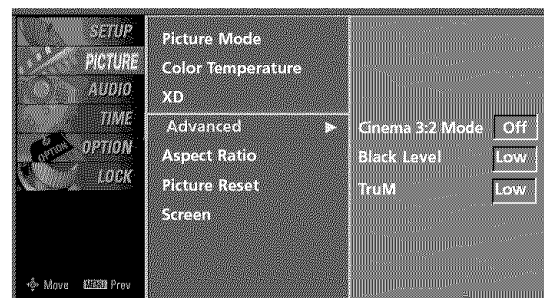 SETUP
PICTURE
AUDIO
TIME
OPTION
LOCK
Move MENU Prev
Picture Mode
Color Temperature
XD
Advanced ▶
Aspect Ratio
Picture Reset
Screen
Cinema 3:2 Mode Off
Black Level Low
TruM Low